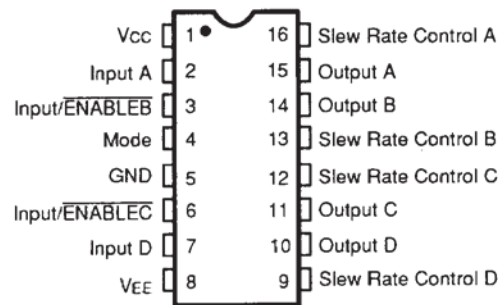 Vcc 1 16 Slew Rate Control A
Input A 2 15 Output A
Input/ENABLEB 3 14 Output B
Mode 4 13 Slew Rate Control B
GND 5 12 Slew Rate Control C
Input/ENABLEC 6 11 Output C
Input D 7 10 Output D
VEE 8 9 Slew Rate Control D